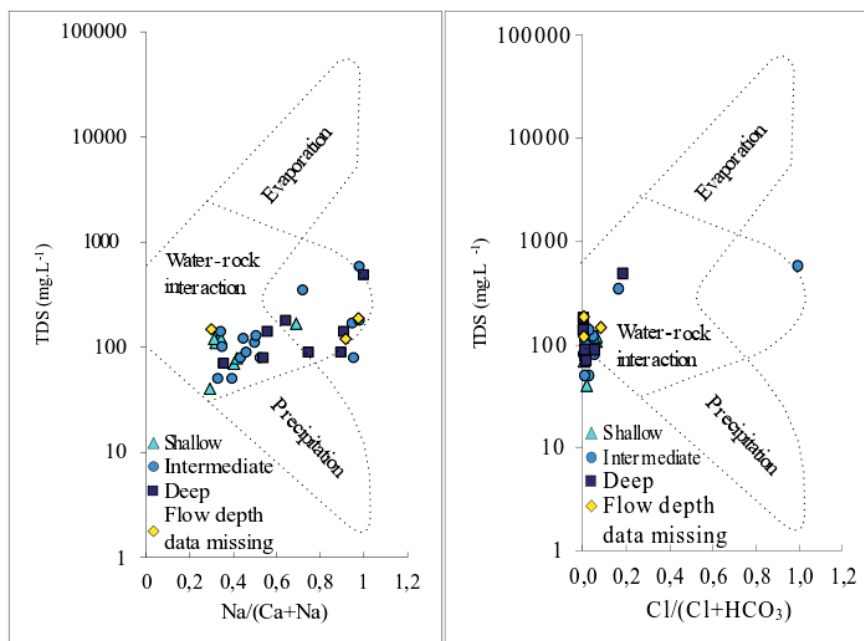 100000
10000
1000
100
10
1
TDS (mg.L⁻¹)
Evaporation
Water-rock
interaction
Precipitation
Shallow
Intermediate
Deep
Flow depth
data missing
0 0,2 0,4 0,6 0,8 1 1,2
Na/(Ca+Na)
100000
10000
1000
100
10
1
TDS (mg.L ⁻¹)
Evaporation
Water-rock
interaction
Precipitation
Shallow
Intermediate
Deep
Flow depth
data missing
0,0 0,2 0,4 0,6 0,8 1,0 1,2
Cl/(Cl+HCO₃)